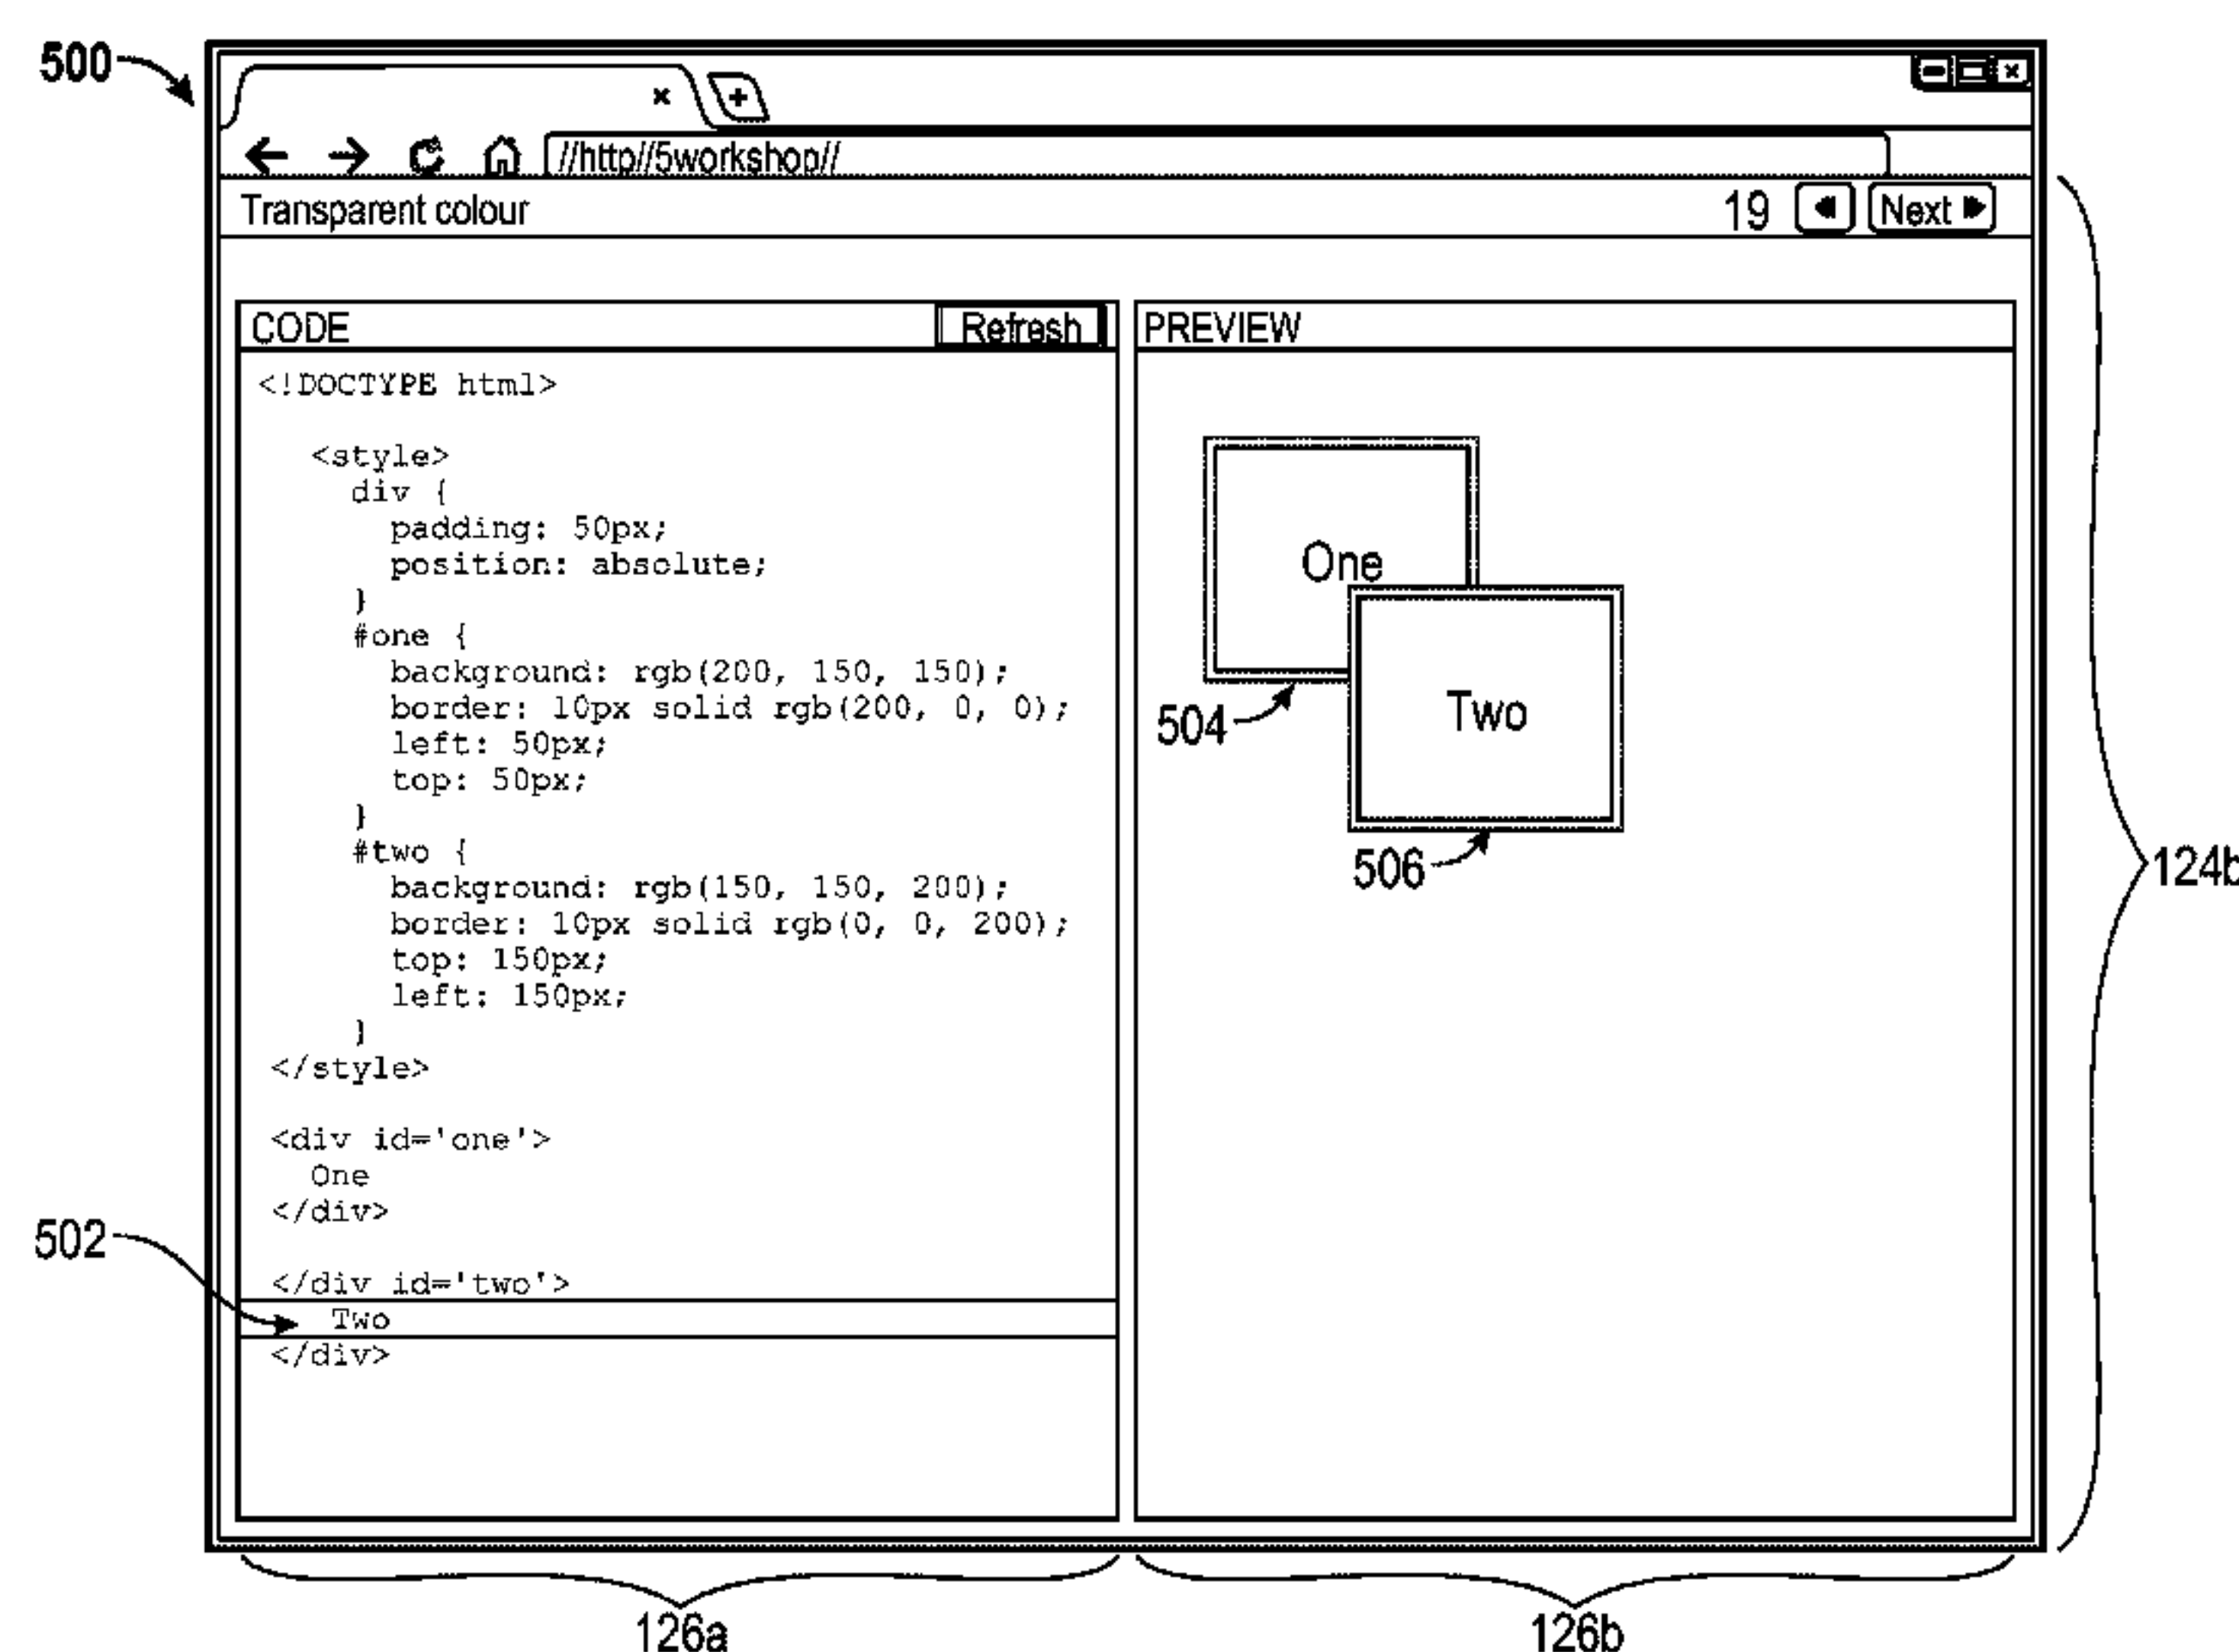 500
//http//5workshop//
Transparent colour
19
Next
CODE
Refresh
<!DOCTYPE html>
<style>
div {
padding: 50px;
position: absolute;
}
#one {
background: rgb(200, 150, 150);
border: 10px solid rgb(200, 0, 0);
left: 50px;
top: 50px;
}
#two {
background: rgb(150, 150, 200);
border: 10px solid rgb(0, 0, 200);
top: 150px;
left: 150px;
}
</style>
<div id='one'>
One
</div>
502
</div id='two'>
Two
</div>
126a
PREVIEW
One
504
Two
506
126b
124b